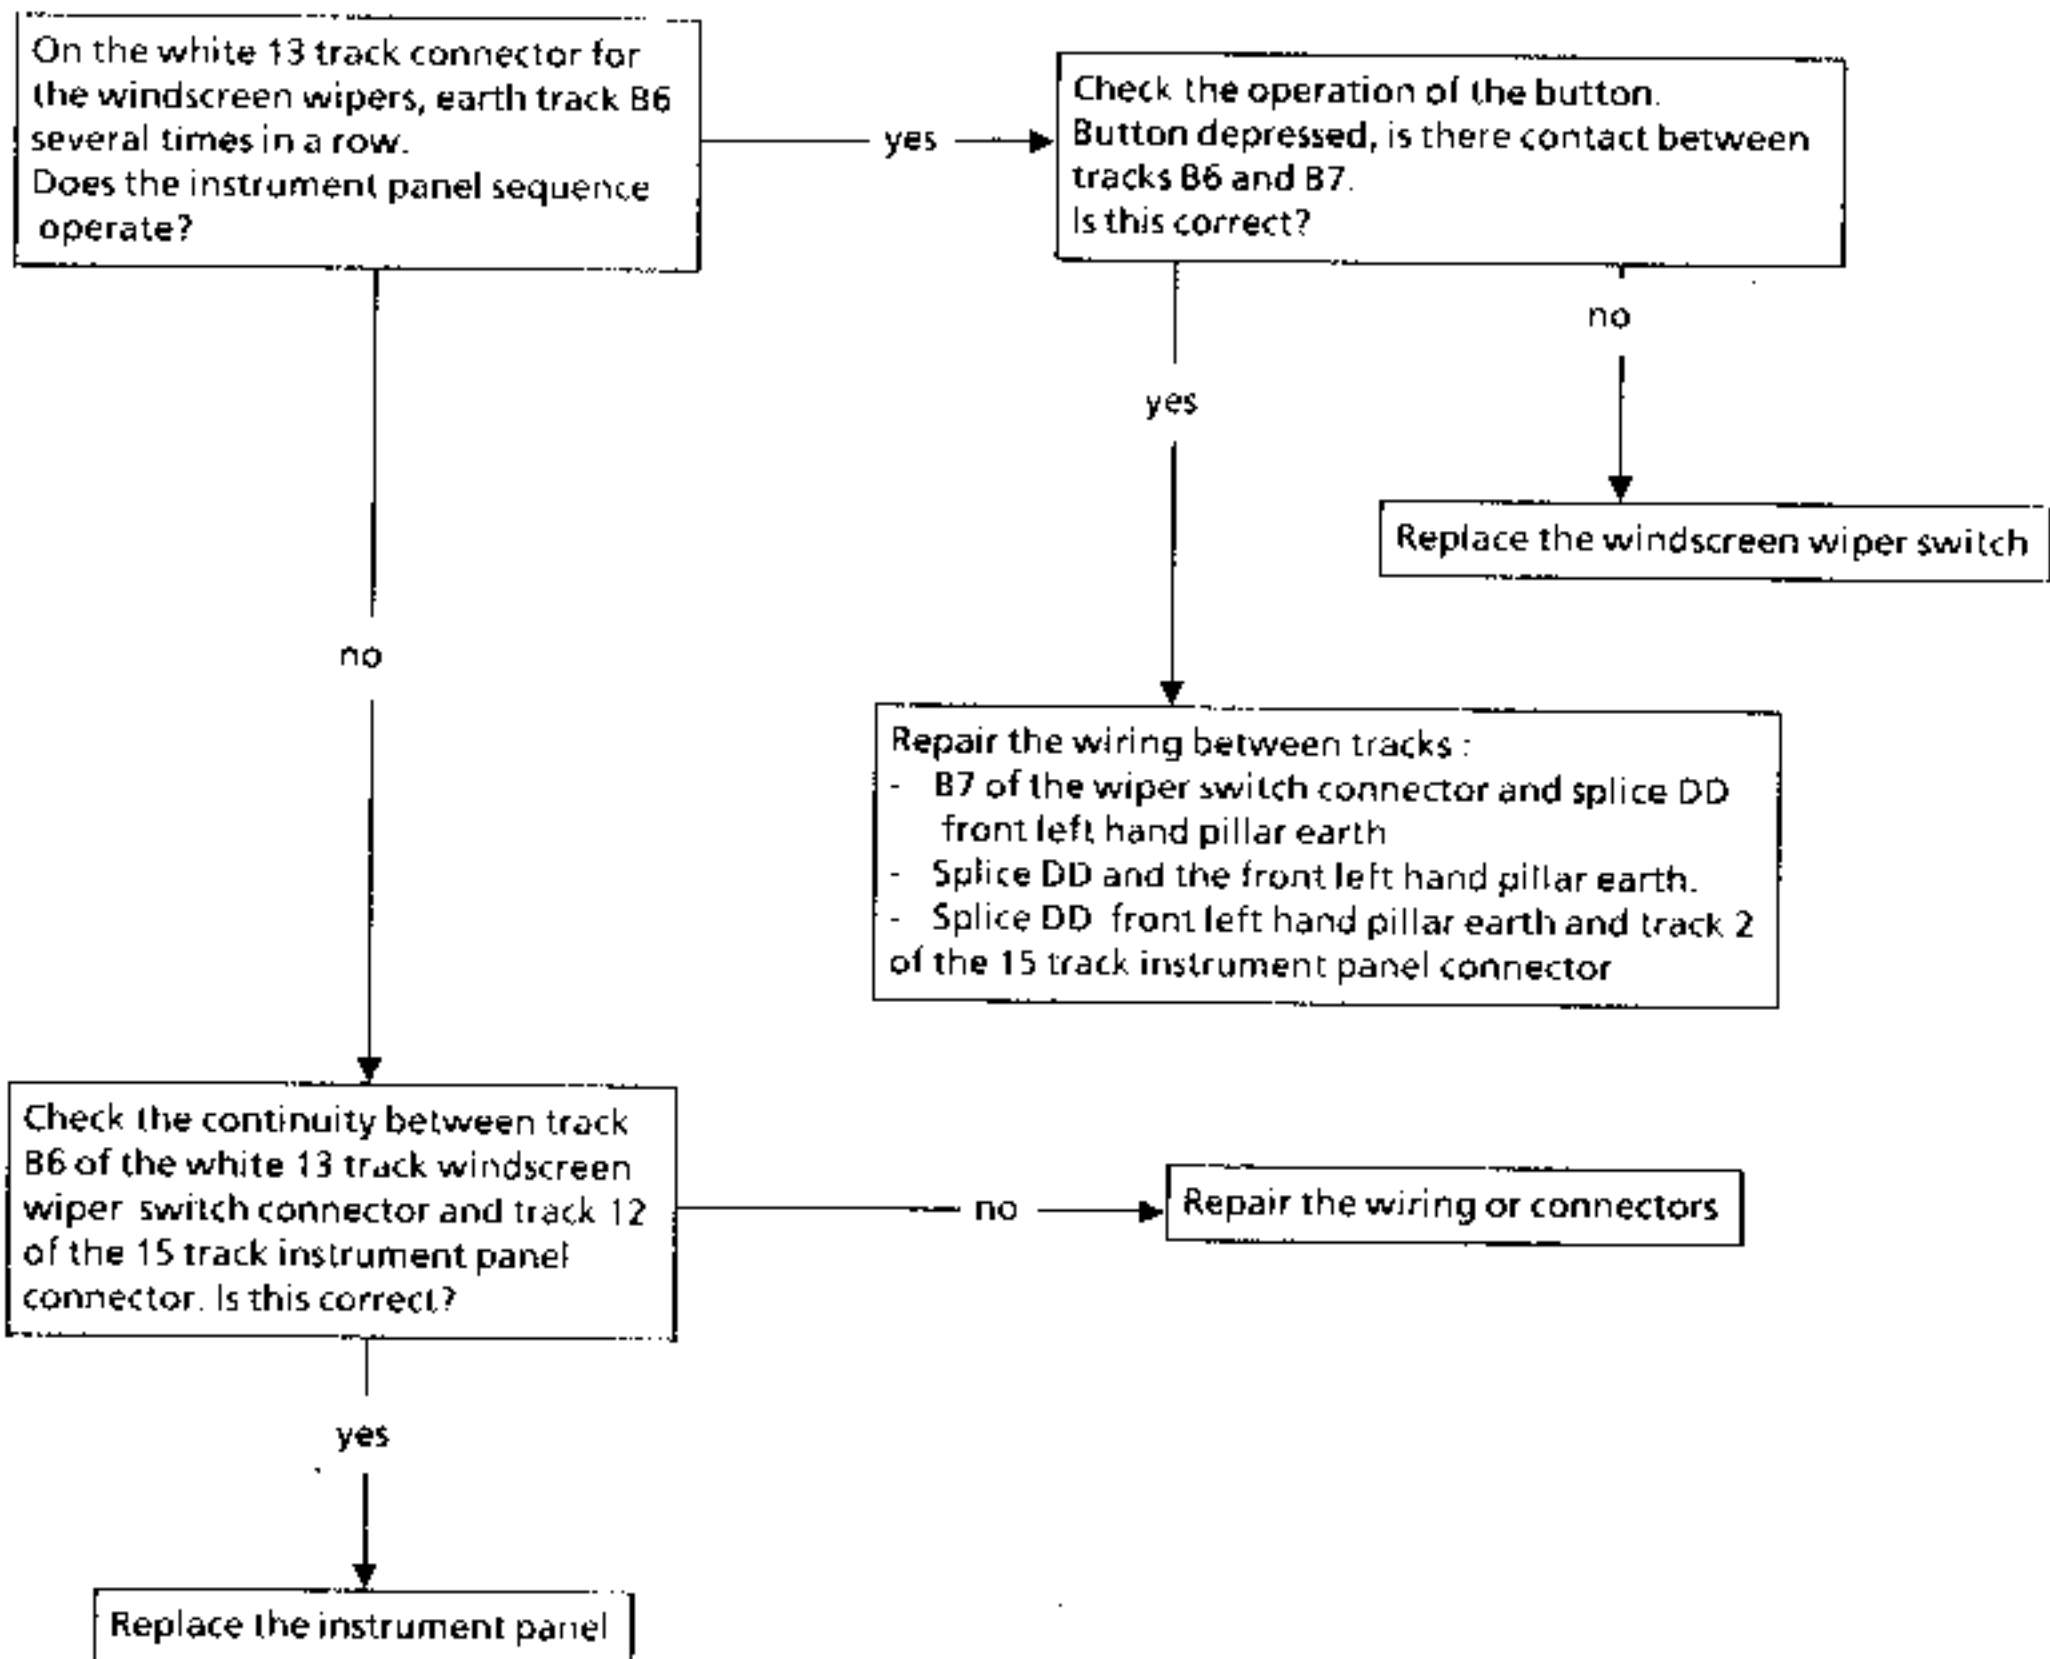 On the white 13 track connector for
the windscreen wipers, earth track B6
several times in a row.
Does the instrument panel sequence
operate?
yes
Check the operation of the button.
Button depressed, is there contact between
tracks B6 and B7.
Is this correct?
no
yes
Replace the windscreen wiper switch
no
Repair the wiring between tracks :
- B7 of the wiper switch connector and splice DD
front left hand pillar earth
- Splice DD and the front left hand pillar earth.
- Splice DD front left hand pillar earth and track 2
of the 15 track instrument panel connector
Check the continuity between track
B6 of the white 13 track windscreen
wiper switch connector and track 12
of the 15 track instrument panel
connector. Is this correct?
no
Repair the wiring or connectors
yes
Replace the instrument panel